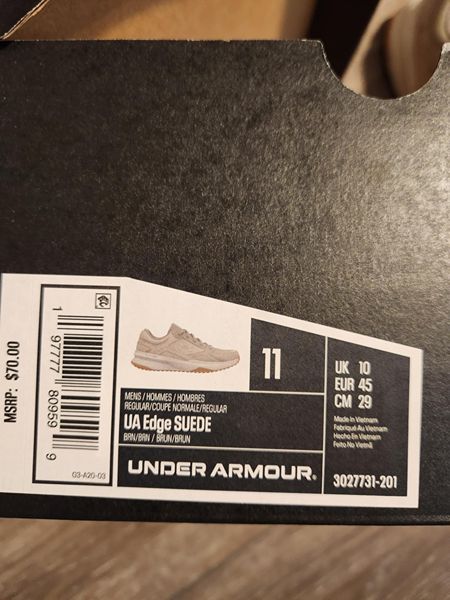 MSRP: $70.00
1 97777 80959 9
03-A20-03
11
MENS / HOMMES / HOMBRES
REGULAR/COUPE NORMALE/REGULAR
UA Edge SUEDE
BRN/BRN / BRUN/BRUN
UNDER ARMOUR®
UK 10
EUR 45
CM 29
Made in Vietnam
Fabriqué Au Vietnam
Hecho En Vietnam
Feito No Vietnã
3027731-201